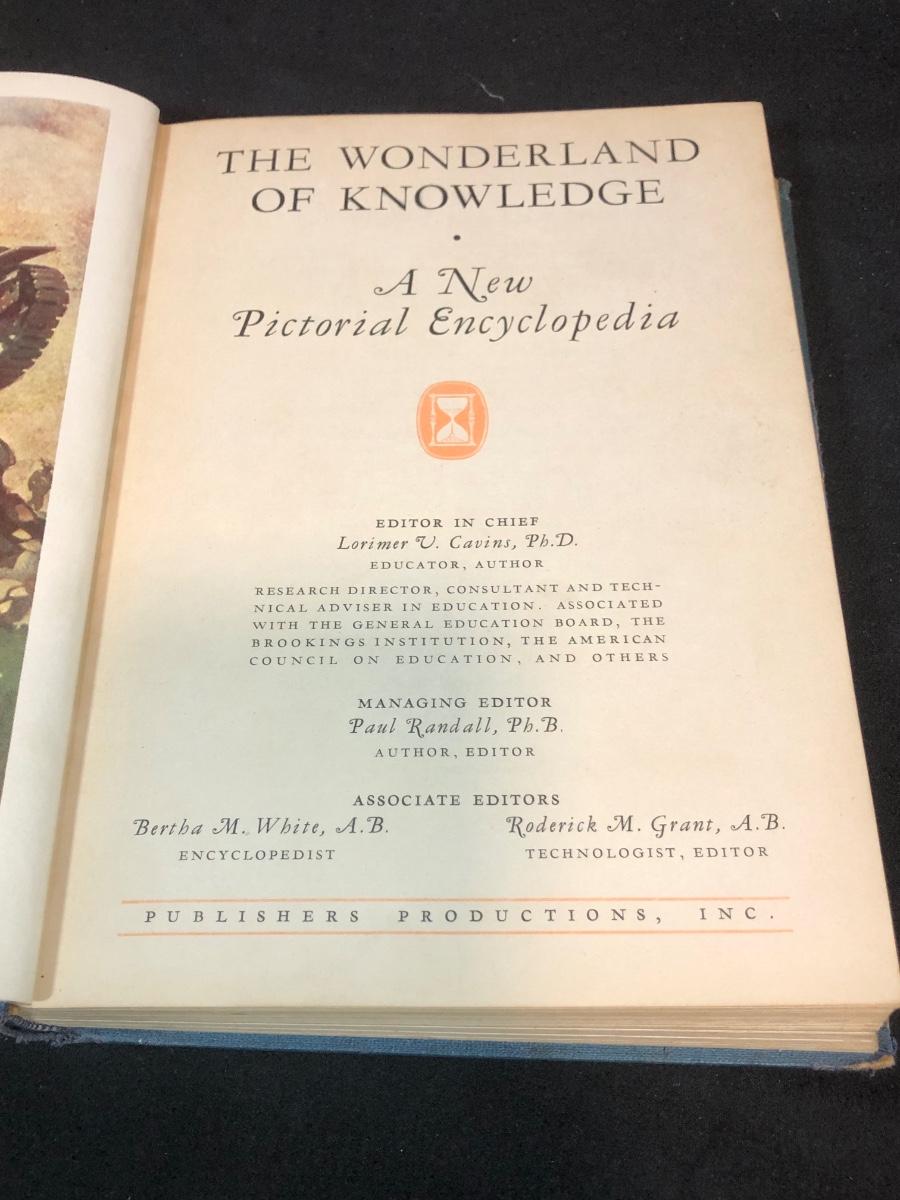 THE WONDERLAND
OF KNOWLEDGE
•
A New
Pictorial Encyclopedia
EDITOR IN CHIEF
Lorimer V. Cavins, Ph.D.
EDUCATOR, AUTHOR
RESEARCH DIRECTOR, CONSULTANT AND TECH-
NICAL ADVISER IN EDUCATION. ASSOCIATED
WITH THE GENERAL EDUCATION BOARD, THE
BROOKINGS INSTITUTION, THE AMERICAN
COUNCIL ON EDUCATION, AND OTHERS
MANAGING EDITOR
Paul Randall, Ph.B.
AUTHOR, EDITOR
ASSOCIATE EDITORS
Bertha M. White, A.B. Roderick M. Grant, A.B.
ENCYCLOPEDIST TECHNOLOGIST, EDITOR
PUBLISHERS PRODUCTIONS, INC.